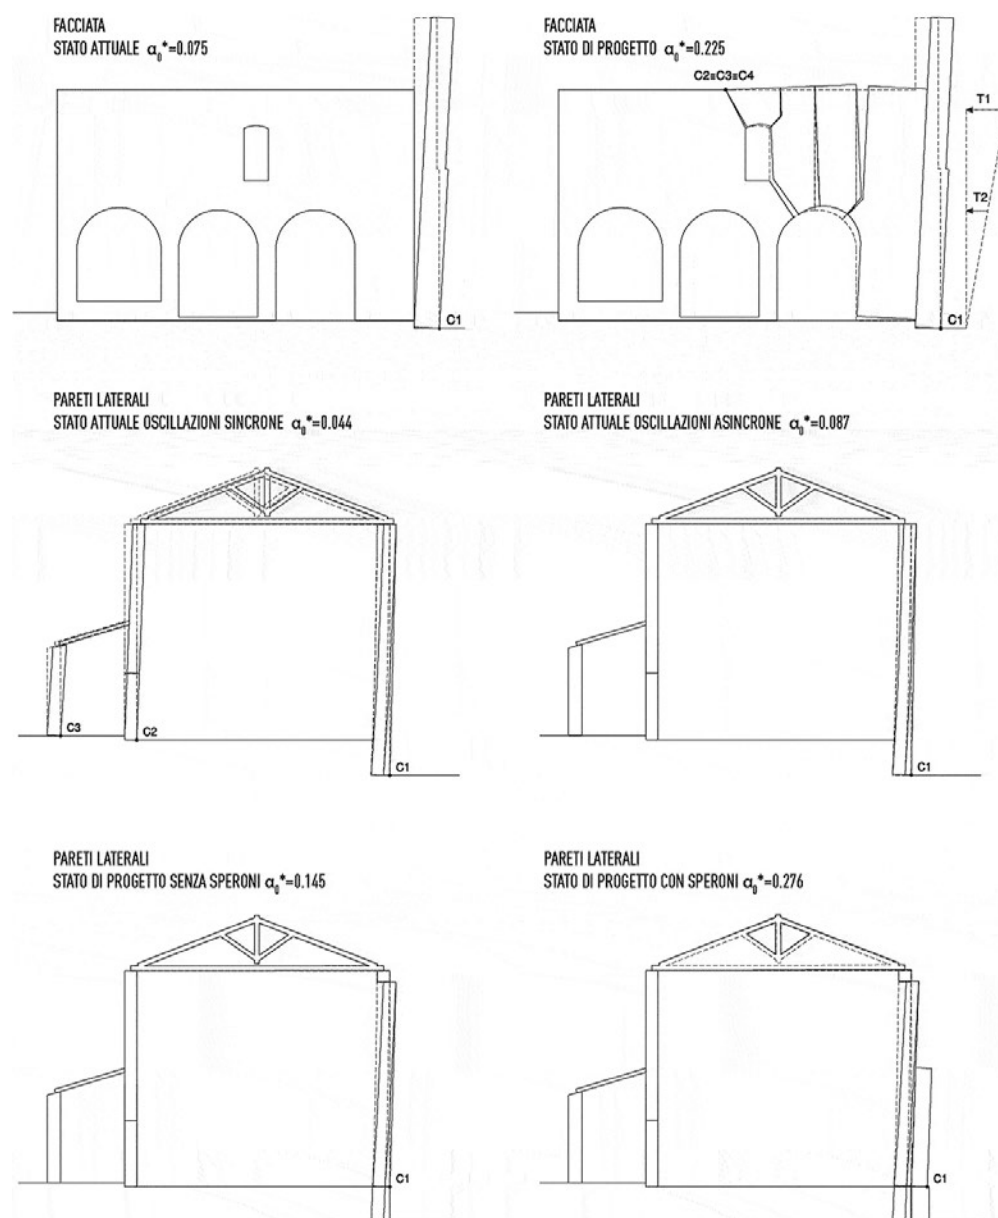 FACCIATA
STATO ATTUALE α₀*=0.075
FACCIATA
STATO DI PROGETTO α₀*=0.225
C2≡C3≡C4
T1
T2
C1
C1
PARETI LATERALI
STATO ATTUALE OSCILLAZIONI SINCRONE α₀*=0.044
PARETI LATERALI
STATO ATTUALE OSCILLAZIONI ASINCRONE α₀*=0.087
C3
C2
C1
C1
PARETI LATERALI
STATO DI PROGETTO SENZA SPERONI α₀*=0.145
PARETI LATERALI
STATO DI PROGETTO CON SPERONI α₀*=0.276
C1
C1